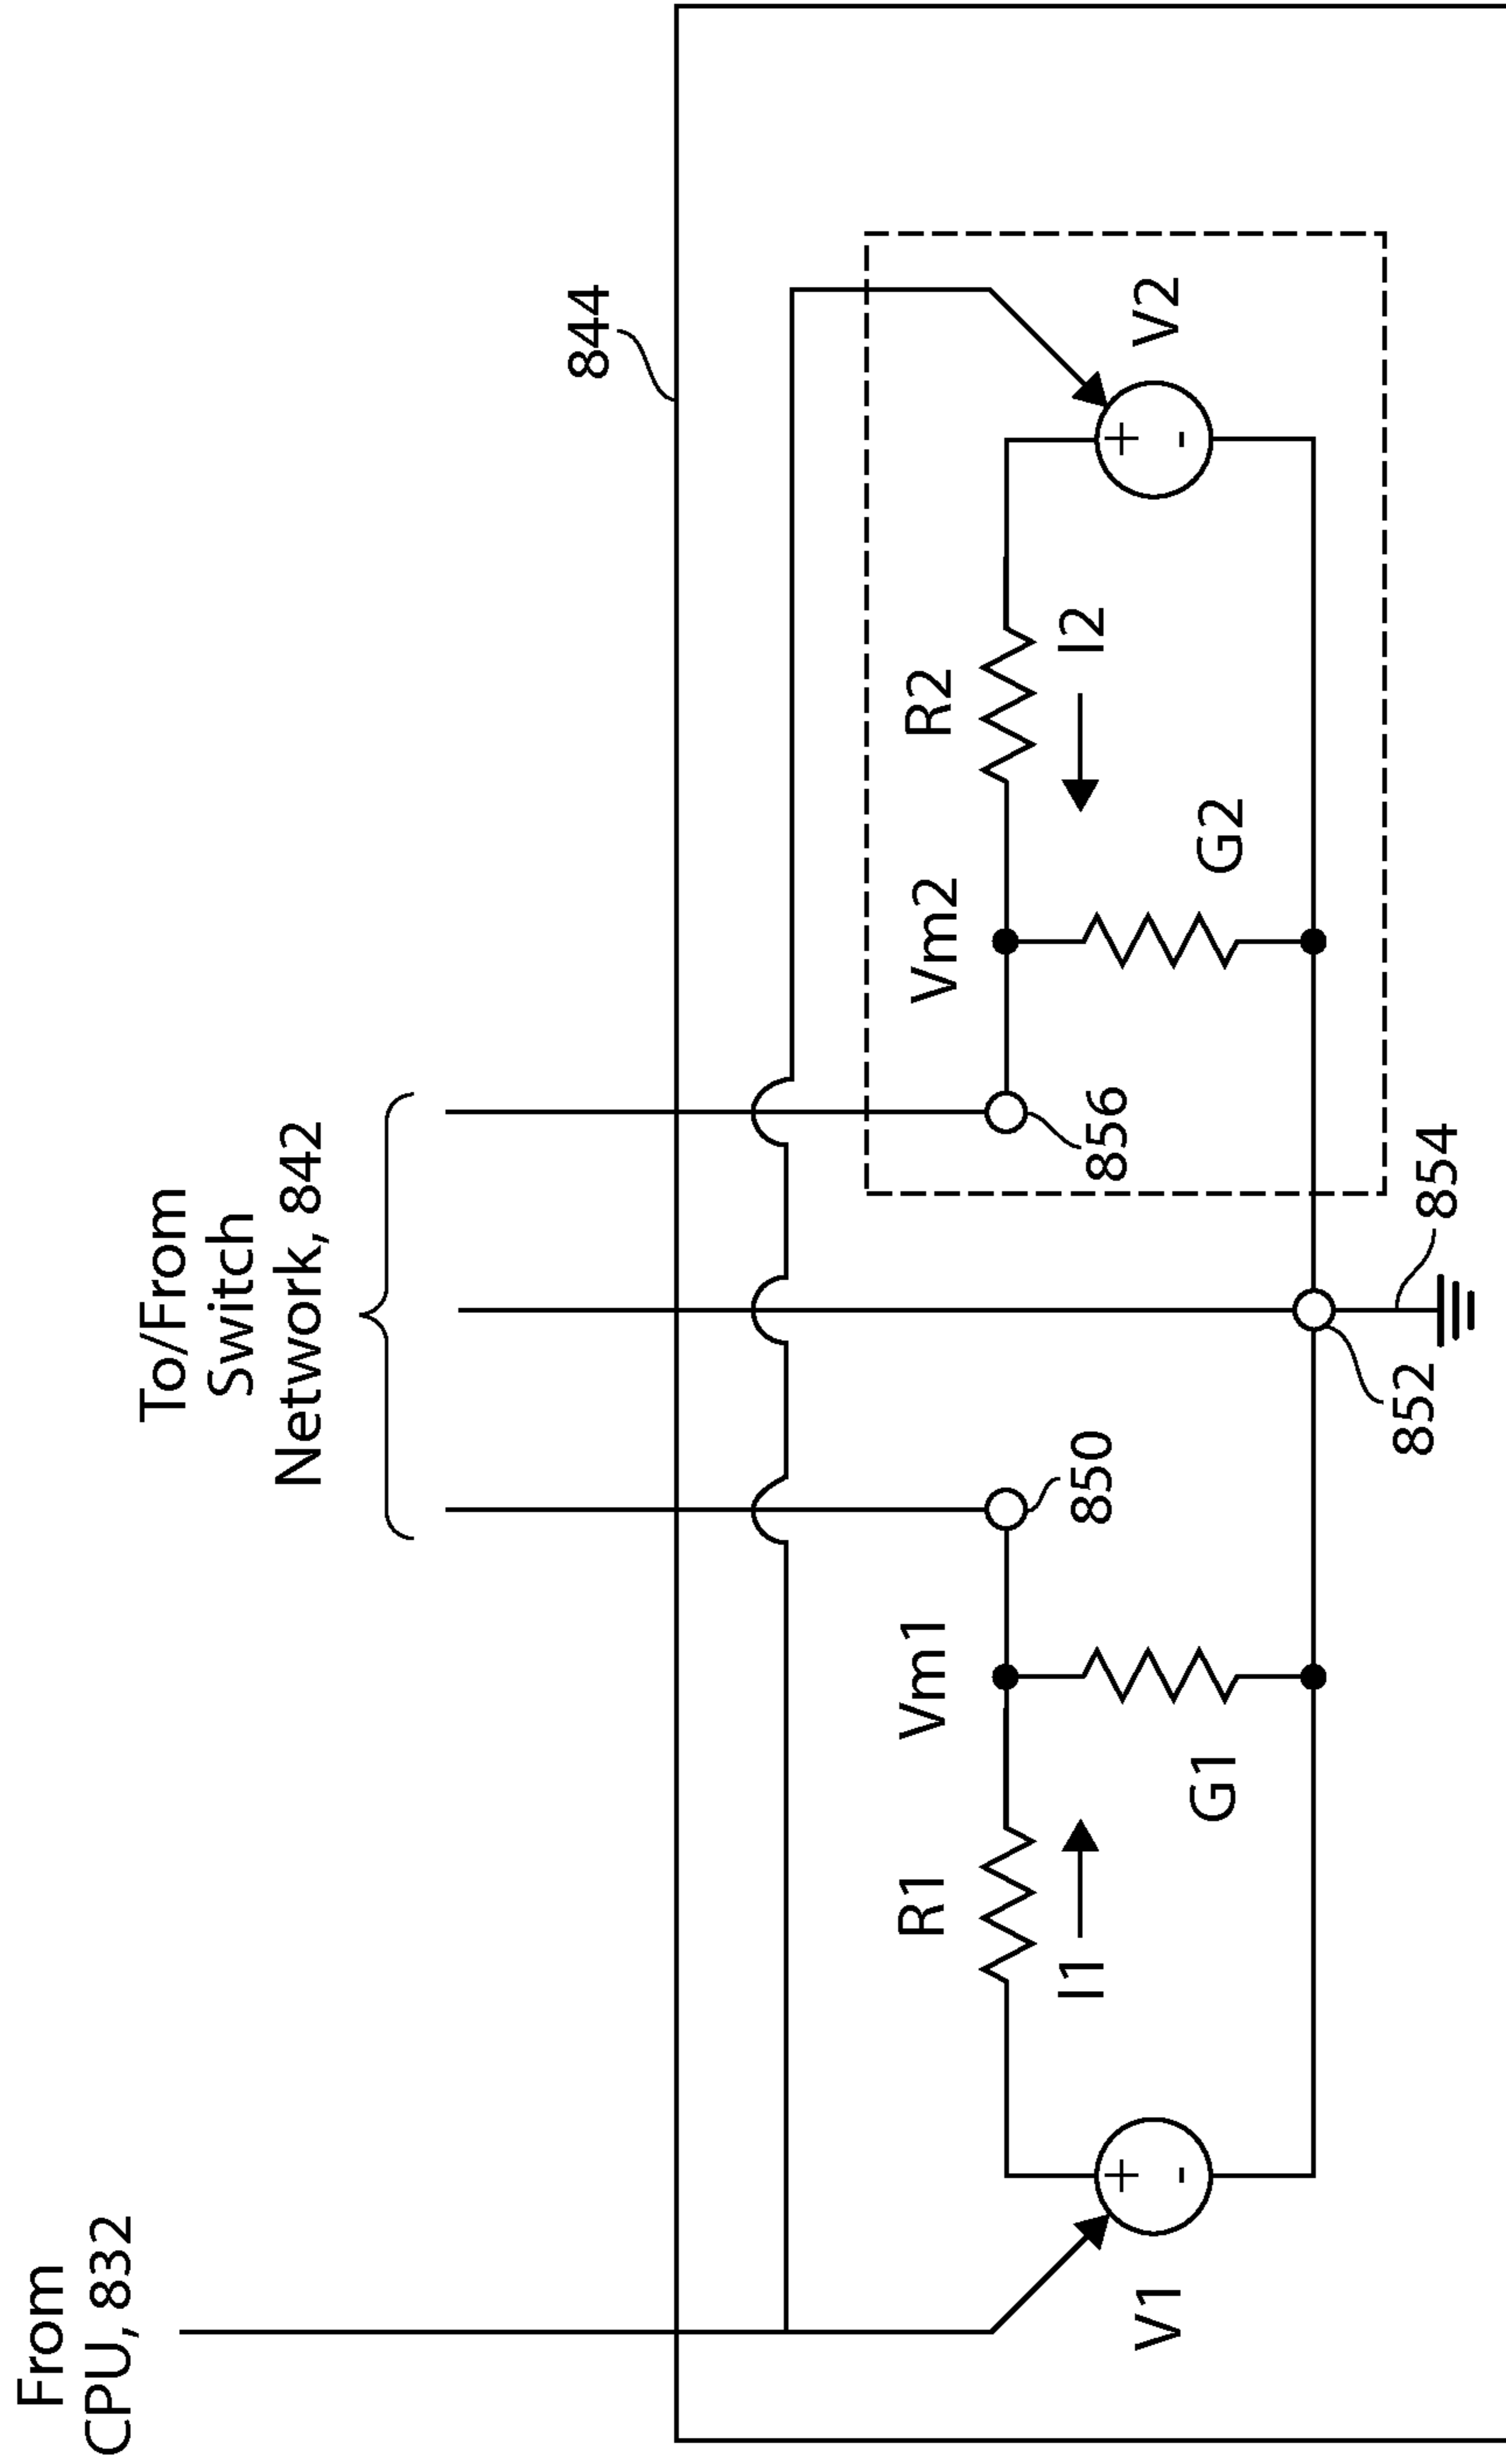 From
CPU, 832
To/From
Switch
Network, 842
844
R1
Vm1
Vm2
R2
I1
850
856
I2
V1
+
-
G1
G2
+
-
V2
852
854